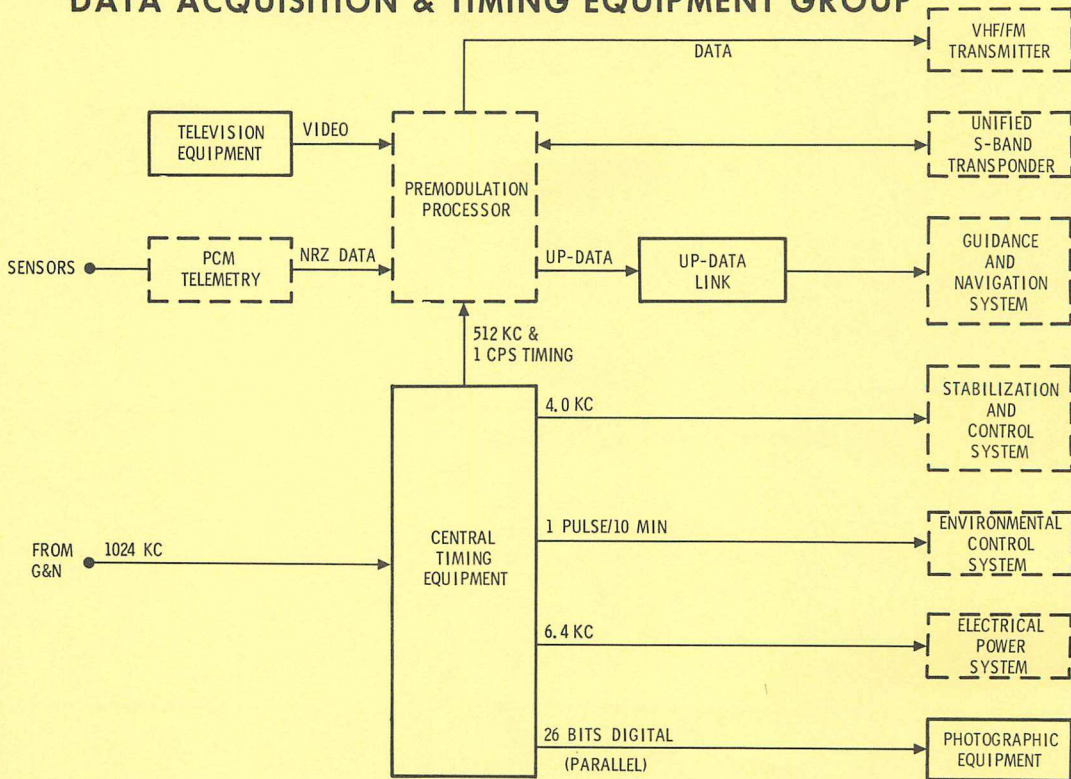 DATA ACQUISITION & TIMING EQUIPMENT GROUP
VHF/FM
TRANSMITTER
DATA
TELEVISION
EQUIPMENT
VIDEO
PREMODULATION
PROCESSOR
UNIFIED
S-BAND
TRANSPONDER
SENSORS
PCM
TELEMETRY
NRZ DATA
UP-DATA
UP-DATA
LINK
GUIDANCE
AND
NAVIGATION
SYSTEM
512 KC &
1 CPS TIMING
4.0 KC
STABILIZATION
AND
CONTROL
SYSTEM
FROM
G&N
1024 KC
CENTRAL
TIMING
EQUIPMENT
1 PULSE/10 MIN
ENVIRONMENTAL
CONTROL
SYSTEM
6.4 KC
ELECTRICAL
POWER
SYSTEM
26 BITS DIGITAL
(PARALLEL)
PHOTOGRAPHIC
EQUIPMENT